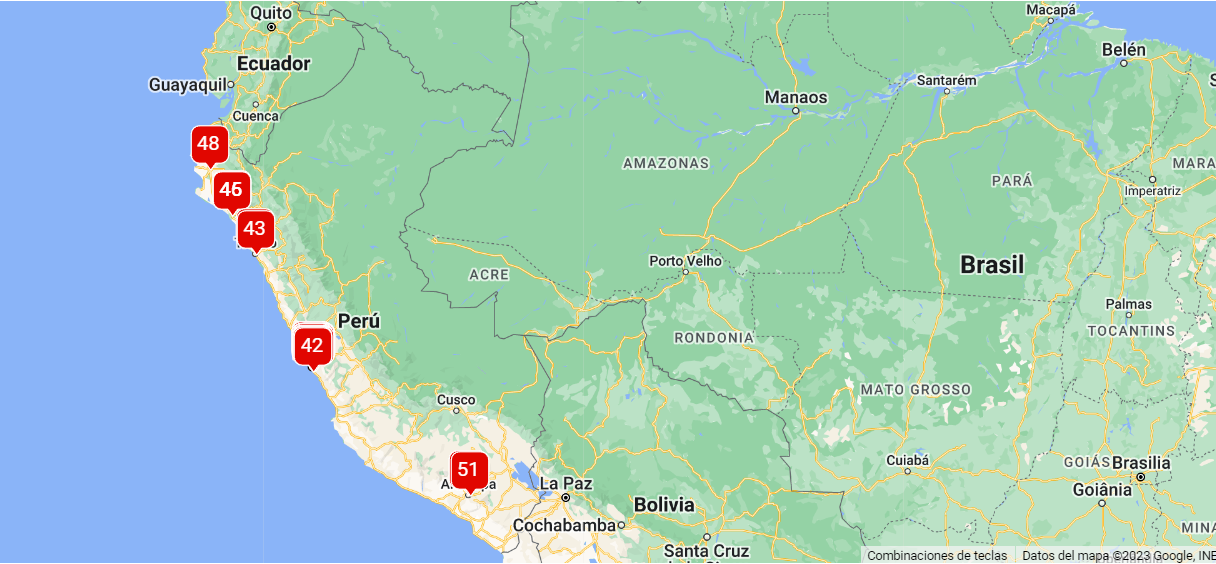 Quito
Macapá
Belén
Ecuador
Guayaquil
Santarém
Manaos
Cuenca
48
AMAZONAS
MARA
PARÁ
46
Imperatriz
43
Porto Velho
Brasil
ACRE
Palmas
Perú
TOCANTINS
RONDONIA
42
MATO GROSSO
Cusco
Cuiabá
GOIÁS
Brasilia
51
La Paz
Goiânia
Bolivia
Cochabamba
MINA
Santa Cruz
Combinaciones de teclas
Datos del mapa ©2023 Google, INE